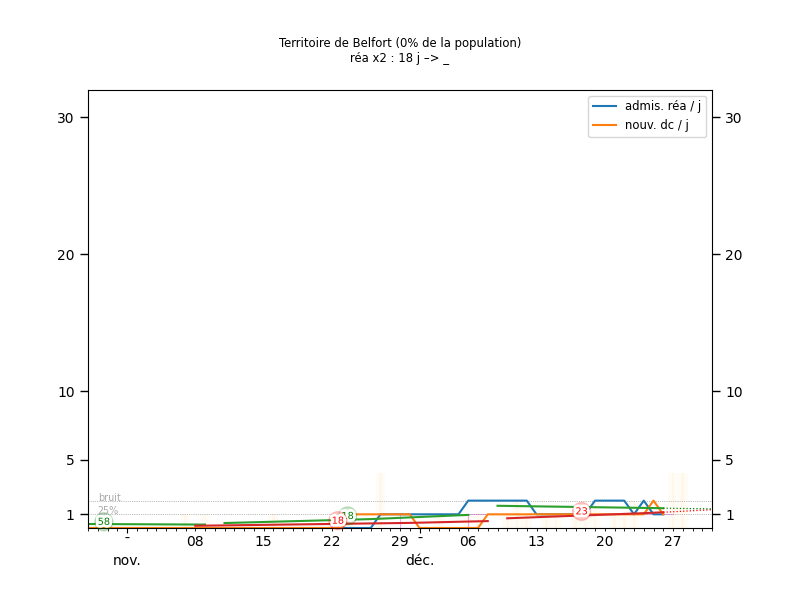 Territoire de Belfort (0% de la population)
réa x2 : 18 j –> _
admis. réa / j
nouv. dc / j
30 30
20 20
10 10
5 5
1 1
bruit
25%
58
18
18
23
- 08 15 22 29 - 06 13 20 27
nov. déc.